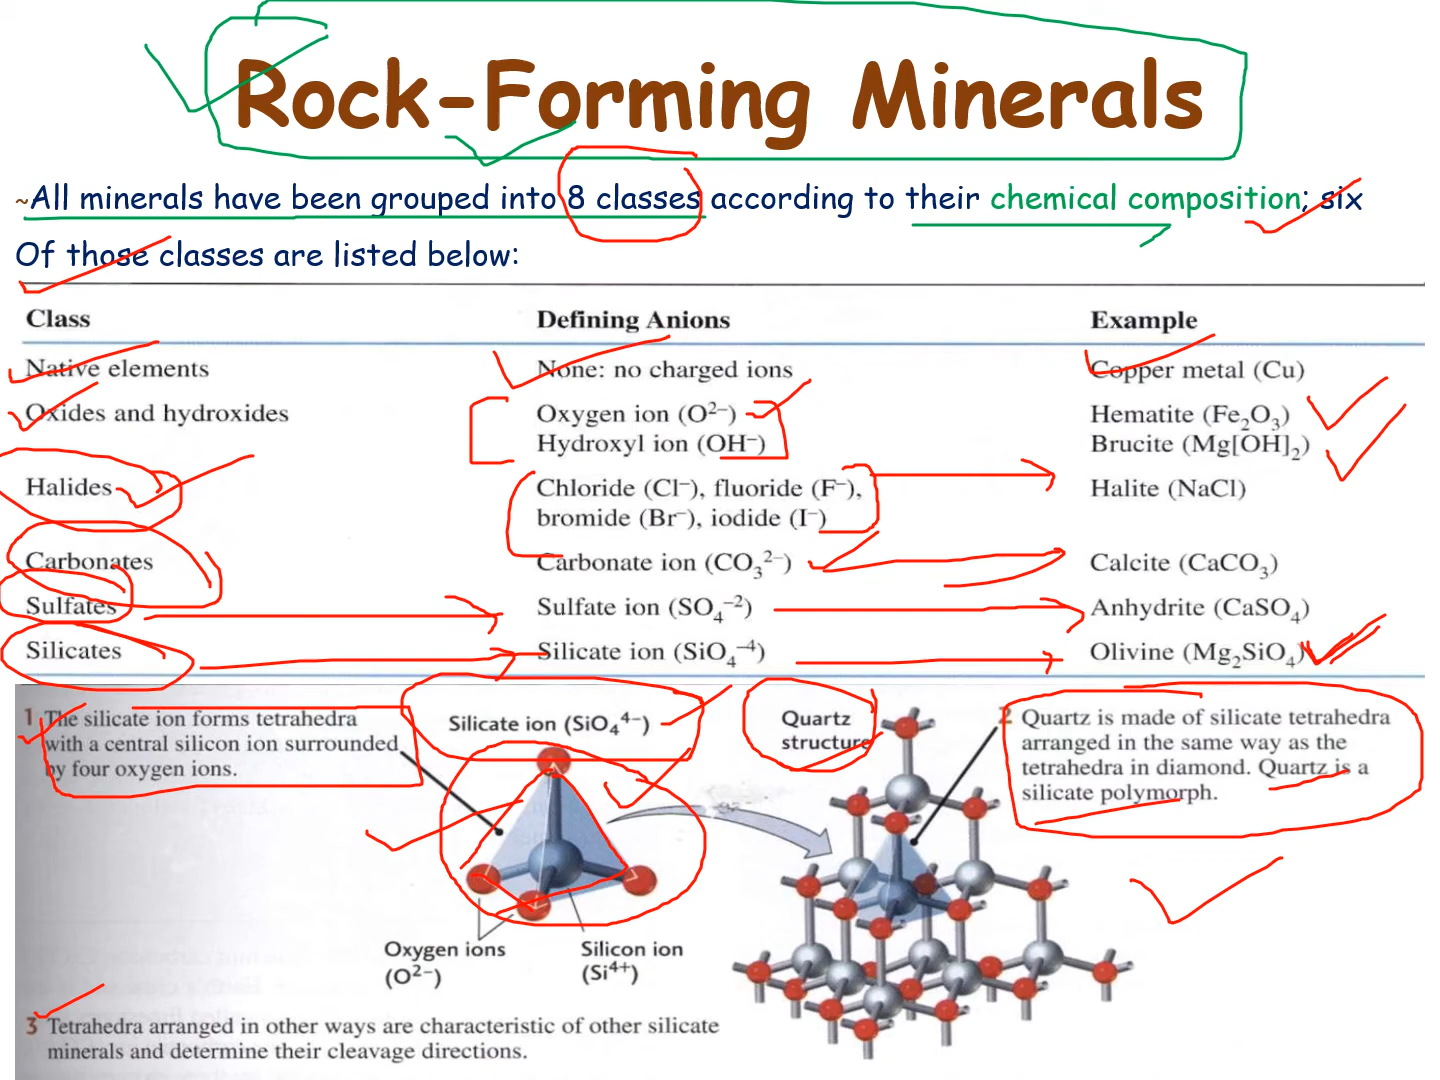 Rock-Forming Minerals
~All minerals have been grouped into 8 classes according to their chemical composition; six
Of those classes are listed below:
Class Defining Anions Example
Native elements None: no charged ions Copper metal (Cu)
Oxides and hydroxides Oxygen ion (O²⁻) Hematite (Fe₂O₃)
Hydroxyl ion (OH⁻) Brucite (Mg[OH]₂)
Halides Chloride (Cl⁻), fluoride (F⁻), Halite (NaCl)
bromide (Br⁻), iodide (I⁻)
Carbonates Carbonate ion (CO₃²⁻) Calcite (CaCO₃)
Sulfates Sulfate ion (SO₄⁻²) Anhydrite (CaSO₄)
Silicates Silicate ion (SiO₄⁻⁴) Olivine (Mg₂SiO₄)
1 The silicate ion forms tetrahedra
with a central silicon ion surrounded
by four oxygen ions.
Silicate ion (SiO₄⁴⁻)
Quartz
structure
2 Quartz is made of silicate tetrahedra
arranged in the same way as the
tetrahedra in diamond. Quartz is a
silicate polymorph.
Oxygen ions
(O²⁻)
Silicon ion
(Si⁴⁺)
3 Tetrahedra arranged in other ways are characteristic of other silicate
minerals and determine their cleavage directions.